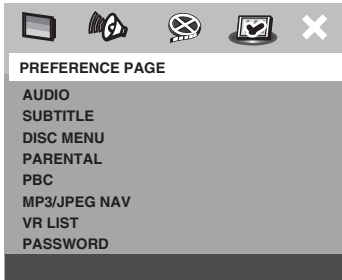 PREFERENCE PAGE
AUDIO
SUBTITLE
DISC MENU
PARENTAL
PBC
MP3/JPEG NAV
VR LIST
PASSWORD